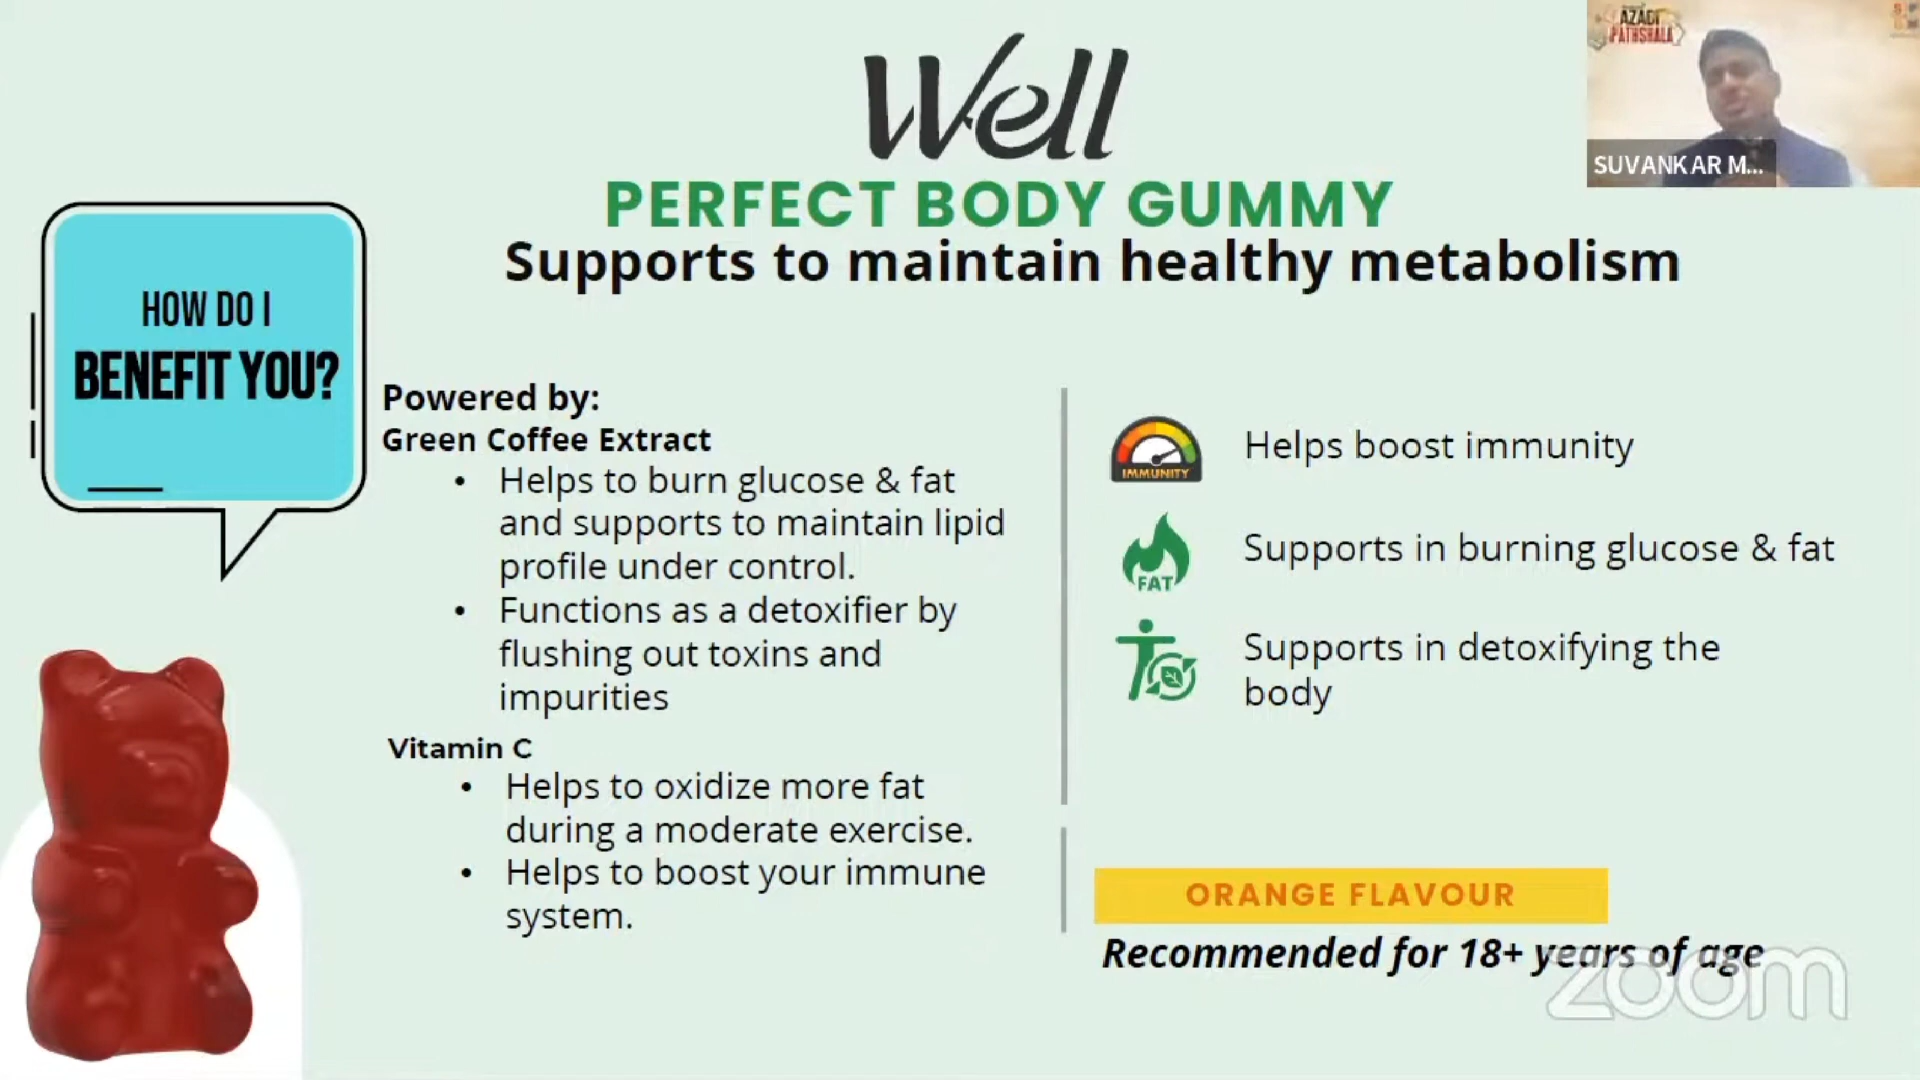 Well
PERFECT BODY GUMMY
Supports to maintain healthy metabolism
AZADI
PATHSHALA
SUVANKAR M...
HOW DO I
BENEFIT YOU?
Powered by:
Green Coffee Extract
• Helps to burn glucose & fat
and supports to maintain lipid
profile under control.
• Functions as a detoxifier by
flushing out toxins and
impurities
Vitamin C
• Helps to oxidize more fat
during a moderate exercise.
• Helps to boost your immune
system.
IMMUNITY
Helps boost immunity
FAT
Supports in burning glucose & fat
Supports in detoxifying the
body
ORANGE FLAVOUR
Recommended for 18+ years of age
zoom